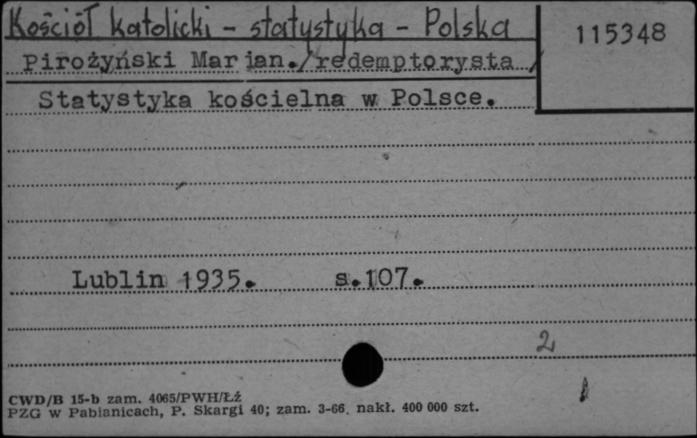 Kościół katolicki - statystyka - Polska
115348
Pirożyński Marian./redemptorysta/
Statystyka kościelna w Polsce.
Lublin 1935. s.107.
2
CWD/B 15-b zam. 4065/PWH/Łż
PZG w Pabianicach, P. Skargi 40; zam. 3-66. nakł. 400 000 szt.